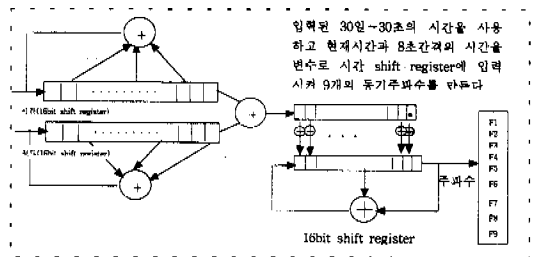 입력된 30일~30초의 시간을 사용
하고 현재시간과 8초간격의 시간을
변수로 시간 shift-register에 입력
시켜 9개의 동기주파수를 만든다
시간(16bit shift register)
(16bit shift register)
주파수
16bit shift register
F1
F2
F3
F4
F5
F6
F7
F8
F9